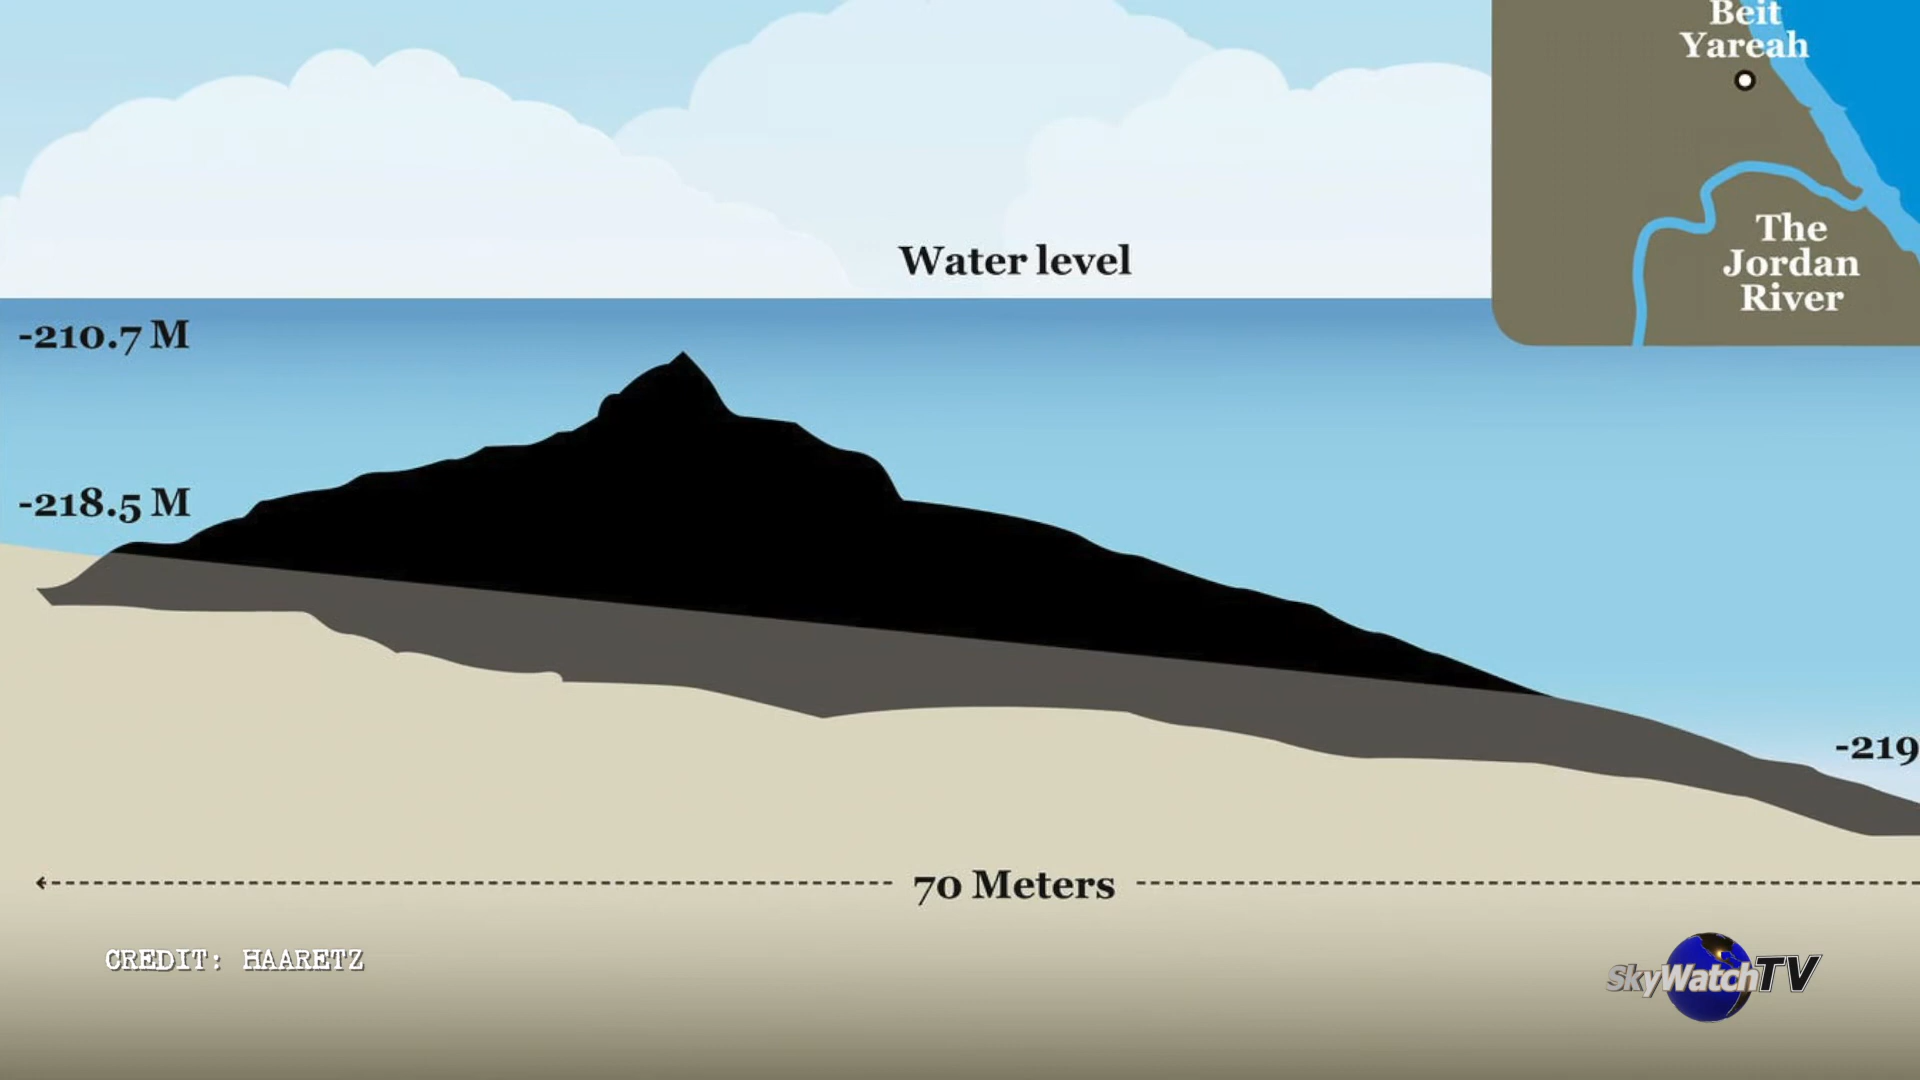 Beit
Yareah
The
Jordan
River
Water level
-210.7 M
-218.5 M
-219
70 Meters
CREDIT: HAARETZ
SkyWatchTV